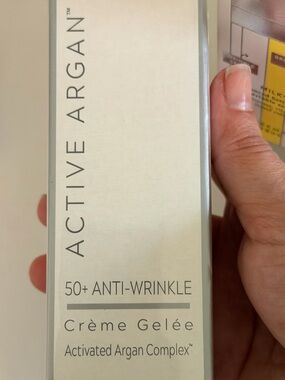 ACTIVE ARGAN™
50+ ANTI-WRINKLE
Crème Gelée
Activated Argan Complex™